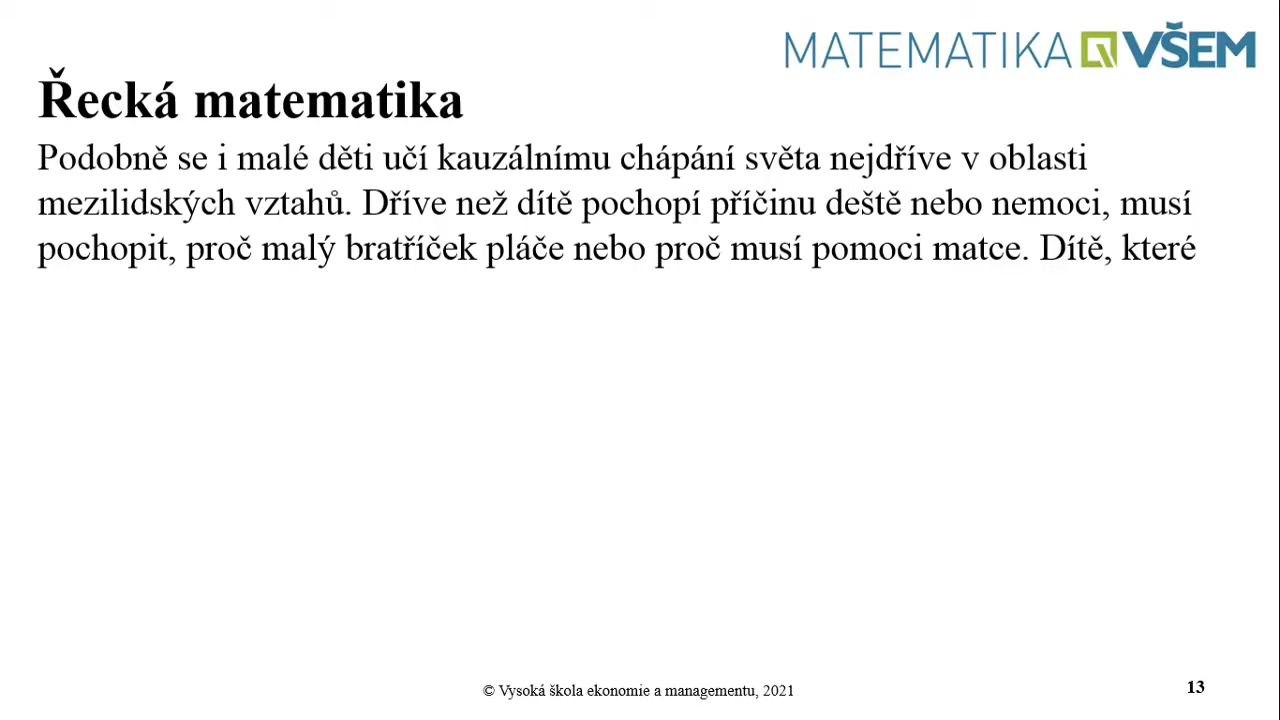 MATEMATIKA VŠEM
Řecká matematika
Podobně se i malé děti učí kauzálnímu chápání světa nejdříve v oblasti
mezilidských vztahů. Dříve než dítě pochopí příčinu deště nebo nemoci, musí
pochopit, proč malý bratříček pláče nebo proč musí pomoci matce. Dítě, které
© Vysoká škola ekonomie a managementu, 2021
13